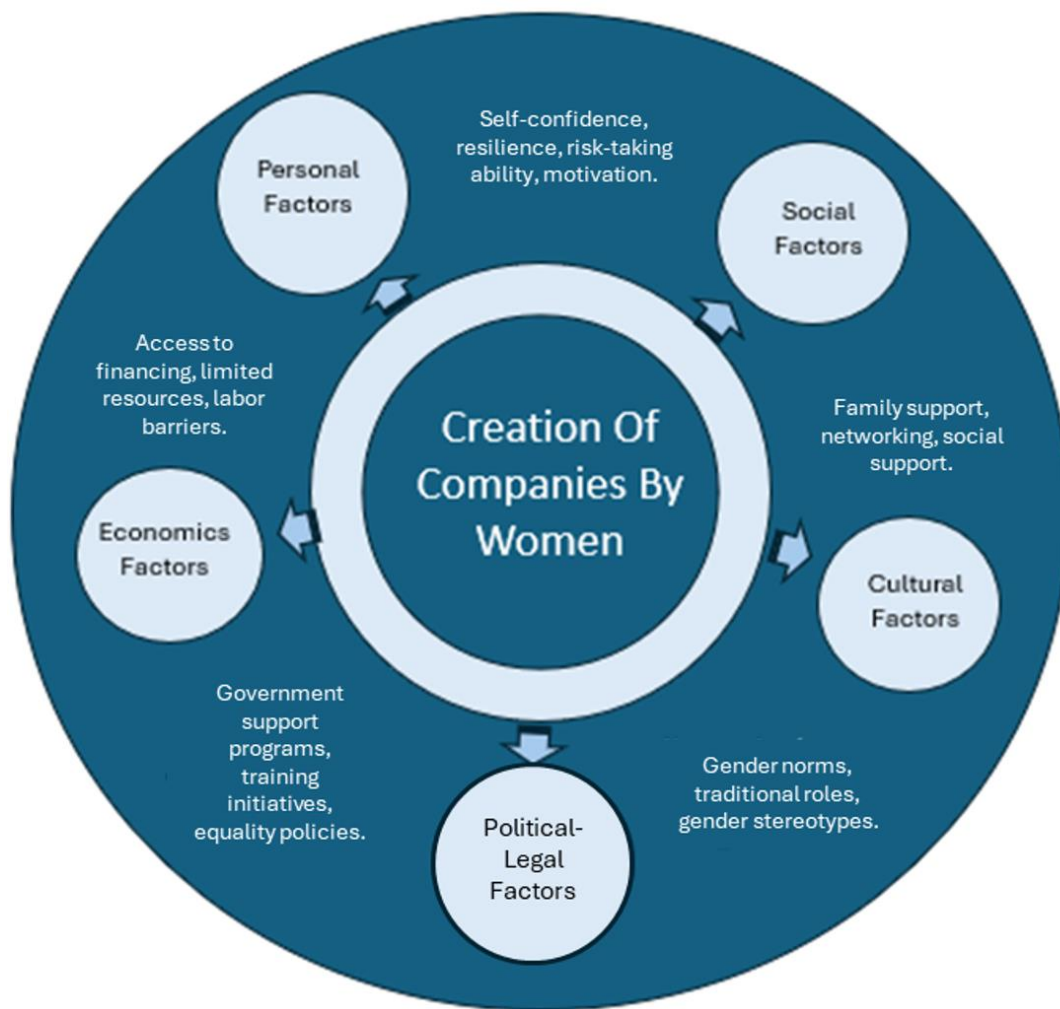 Personal
Factors
Self-confidence,
resilience, risk-taking
ability, motivation.
Social
Factors
Family support,
networking, social
support.
Cultural
Factors
Gender norms,
traditional roles,
gender stereotypes.
Political-
Legal
Factors
Government
support
programs,
training
initiatives,
equality policies.
Economics
Factors
Access to
financing, limited
resources, labor
barriers.
Creation Of
Companies By
Women